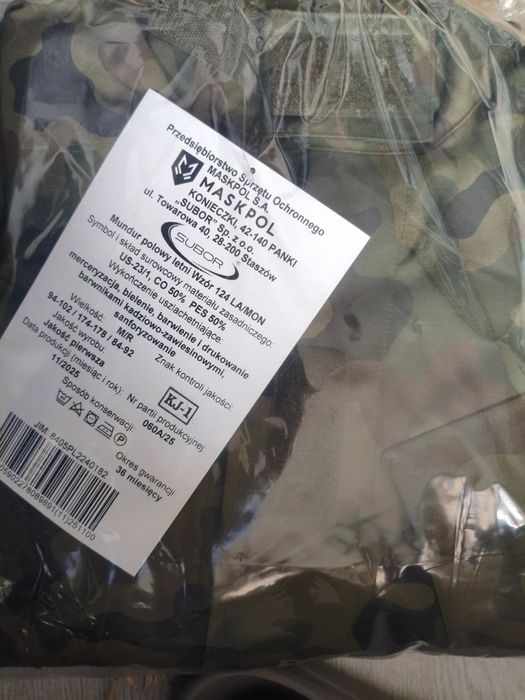 Przedsiębiorstwo Sprzętu Ochronnego
MASKPOL S.A.
MASKPOL
KONIECZKI, 42-140 PANKI
„SUBOR" Sp. z o.o.
ul. Towarowa 40, 28-200 Staszów
SUBOR
Mundur polowy letni Wzór 124 LA/MON
Symbol i skład surowcowy materiału zasadniczego:
US-23/1, CO 50% PES 50%
Wykończenie uszlachetniające:
merceryzacja, bielenie, barwienie i drukowanie
barwnikami kadziowo-zawiesinowymi,
sanforyzowanie
Wielkość: M/R
94-102 / 174-178 / 84-92
Znak kontroli jakości:
Jakość wyrobu:
Jakość pierwsza
KJ-1
Data produkcji (miesiąc i rok):
11/2025
Nr partii produkcyjnej:
060A/25
Sposób konserwacji:
P
Okres gwarancji
36 miesięcy
JIM: 8405PL2240182
(11)251100